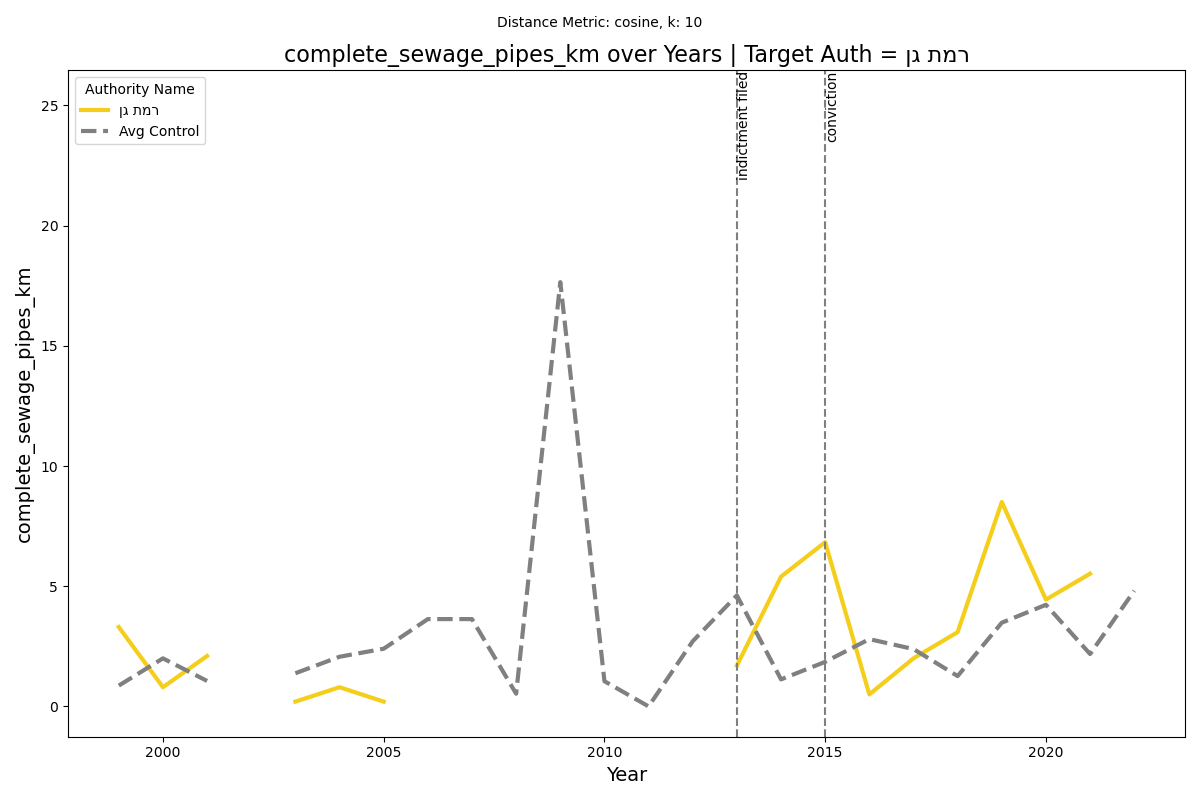 Distance Metric: cosine, k: 10
complete_sewage_pipes_km over Years | Target Auth = רמת גן
Authority Name
רמת גן
Avg Control
indictment filed
conviction
25
20
15
10
5
0
complete_sewage_pipes_km
2000
2005
2010
2015
2020
Year